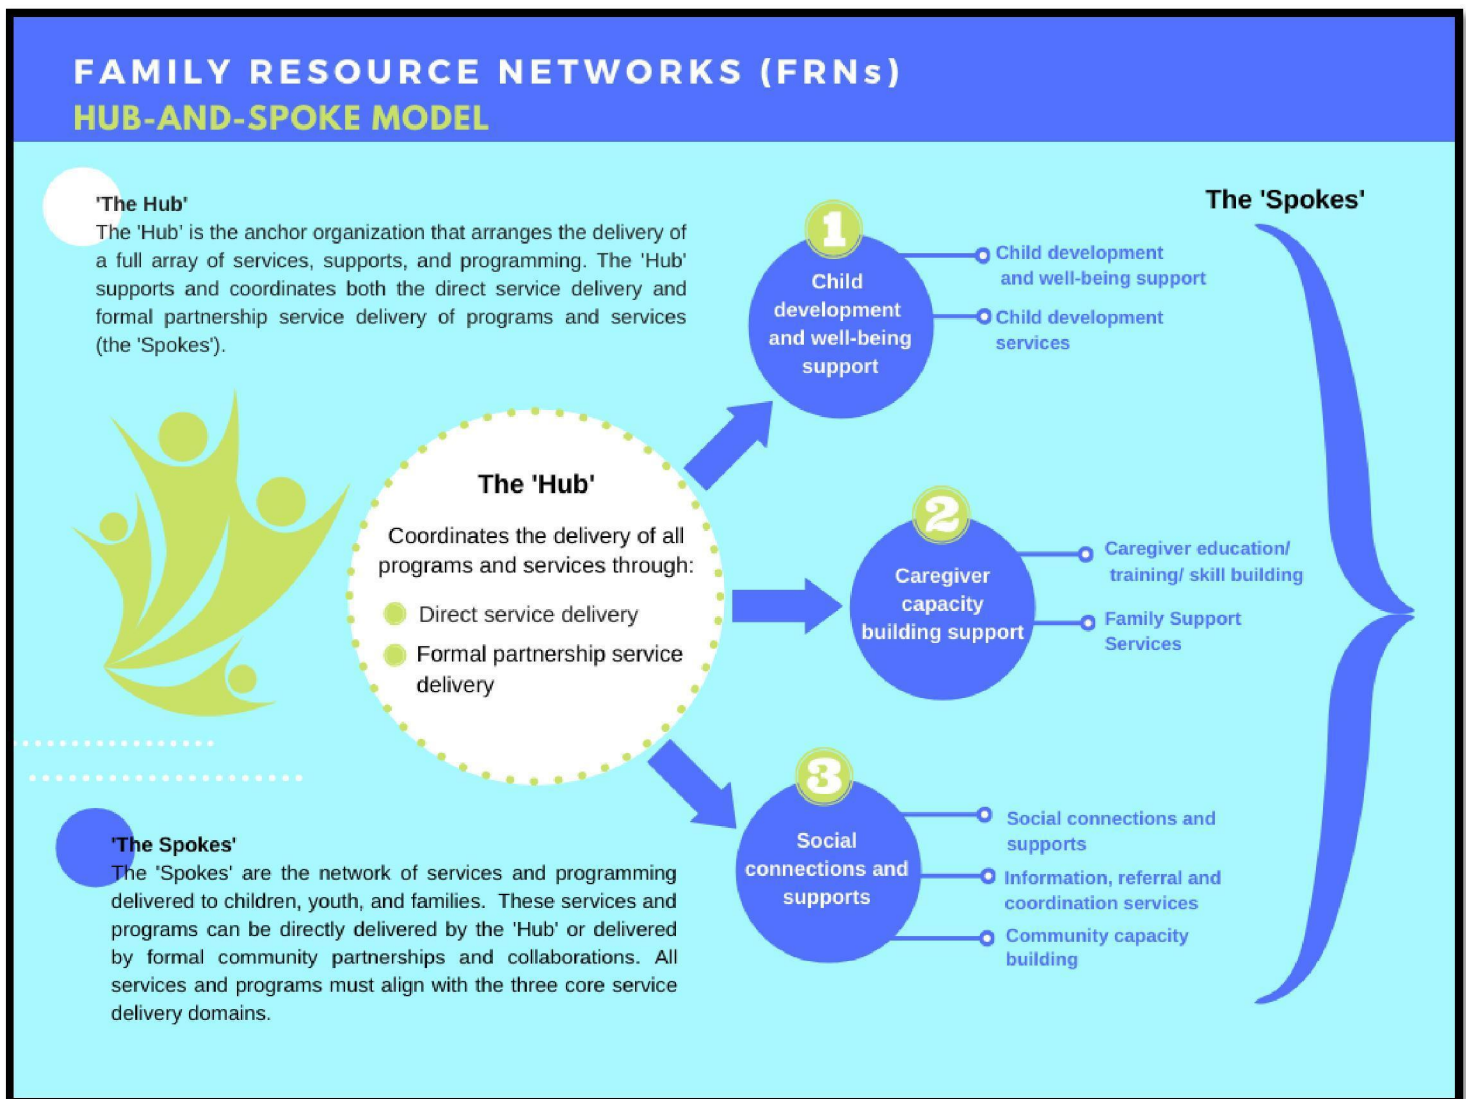 FAMILY RESOURCE NETWORKS (FRNs)
HUB-AND-SPOKE MODEL
'The Hub'
The 'Hub' is the anchor organization that arranges the delivery of
a full array of services, supports, and programming. The 'Hub'
supports and coordinates both the direct service delivery and
formal partnership service delivery of programs and services
(the 'Spokes').
The 'Hub'
Coordinates the delivery of all
programs and services through:
Direct service delivery
Formal partnership service
delivery
'The Spokes'
The 'Spokes' are the network of services and programming
delivered to children, youth, and families. These services and
programs can be directly delivered by the 'Hub' or delivered
by formal community partnerships and collaborations. All
services and programs must align with the three core service
delivery domains.
The 'Spokes'
1
Child
development
and well-being
support
Child development
and well-being support
Child development
services
2
Caregiver
capacity
building support
Caregiver education/
training/ skill building
Family Support
Services
3
Social
connections and
supports
Social connections and
supports
Information, referral and
coordination services
Community capacity
building